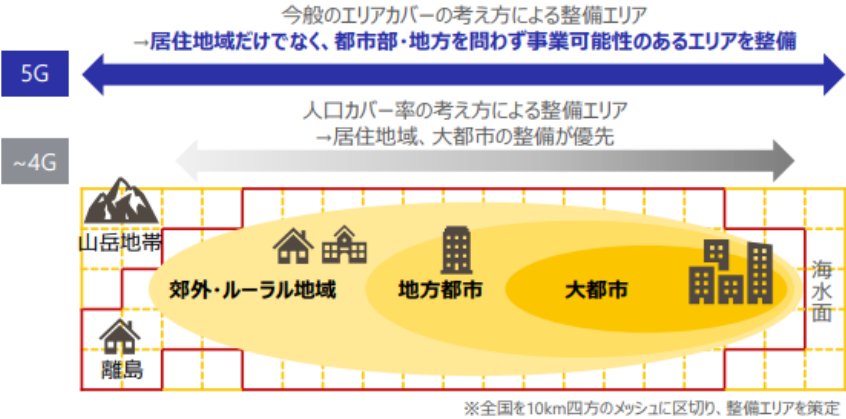 今般のエリアカバーの考え方による整備エリア
→居住地域だけでなく、都市部・地方を問わず事業可能性のあるエリアを整備
5G
人口カバー率の考え方による整備エリア
→居住地域、大都市の整備が優先
~4G
山岳地帯
郊外・ルーラル地域
地方都市
大都市
海水面
離島
※全国を10km四方のメッシュに区切り、整備エリアを策定